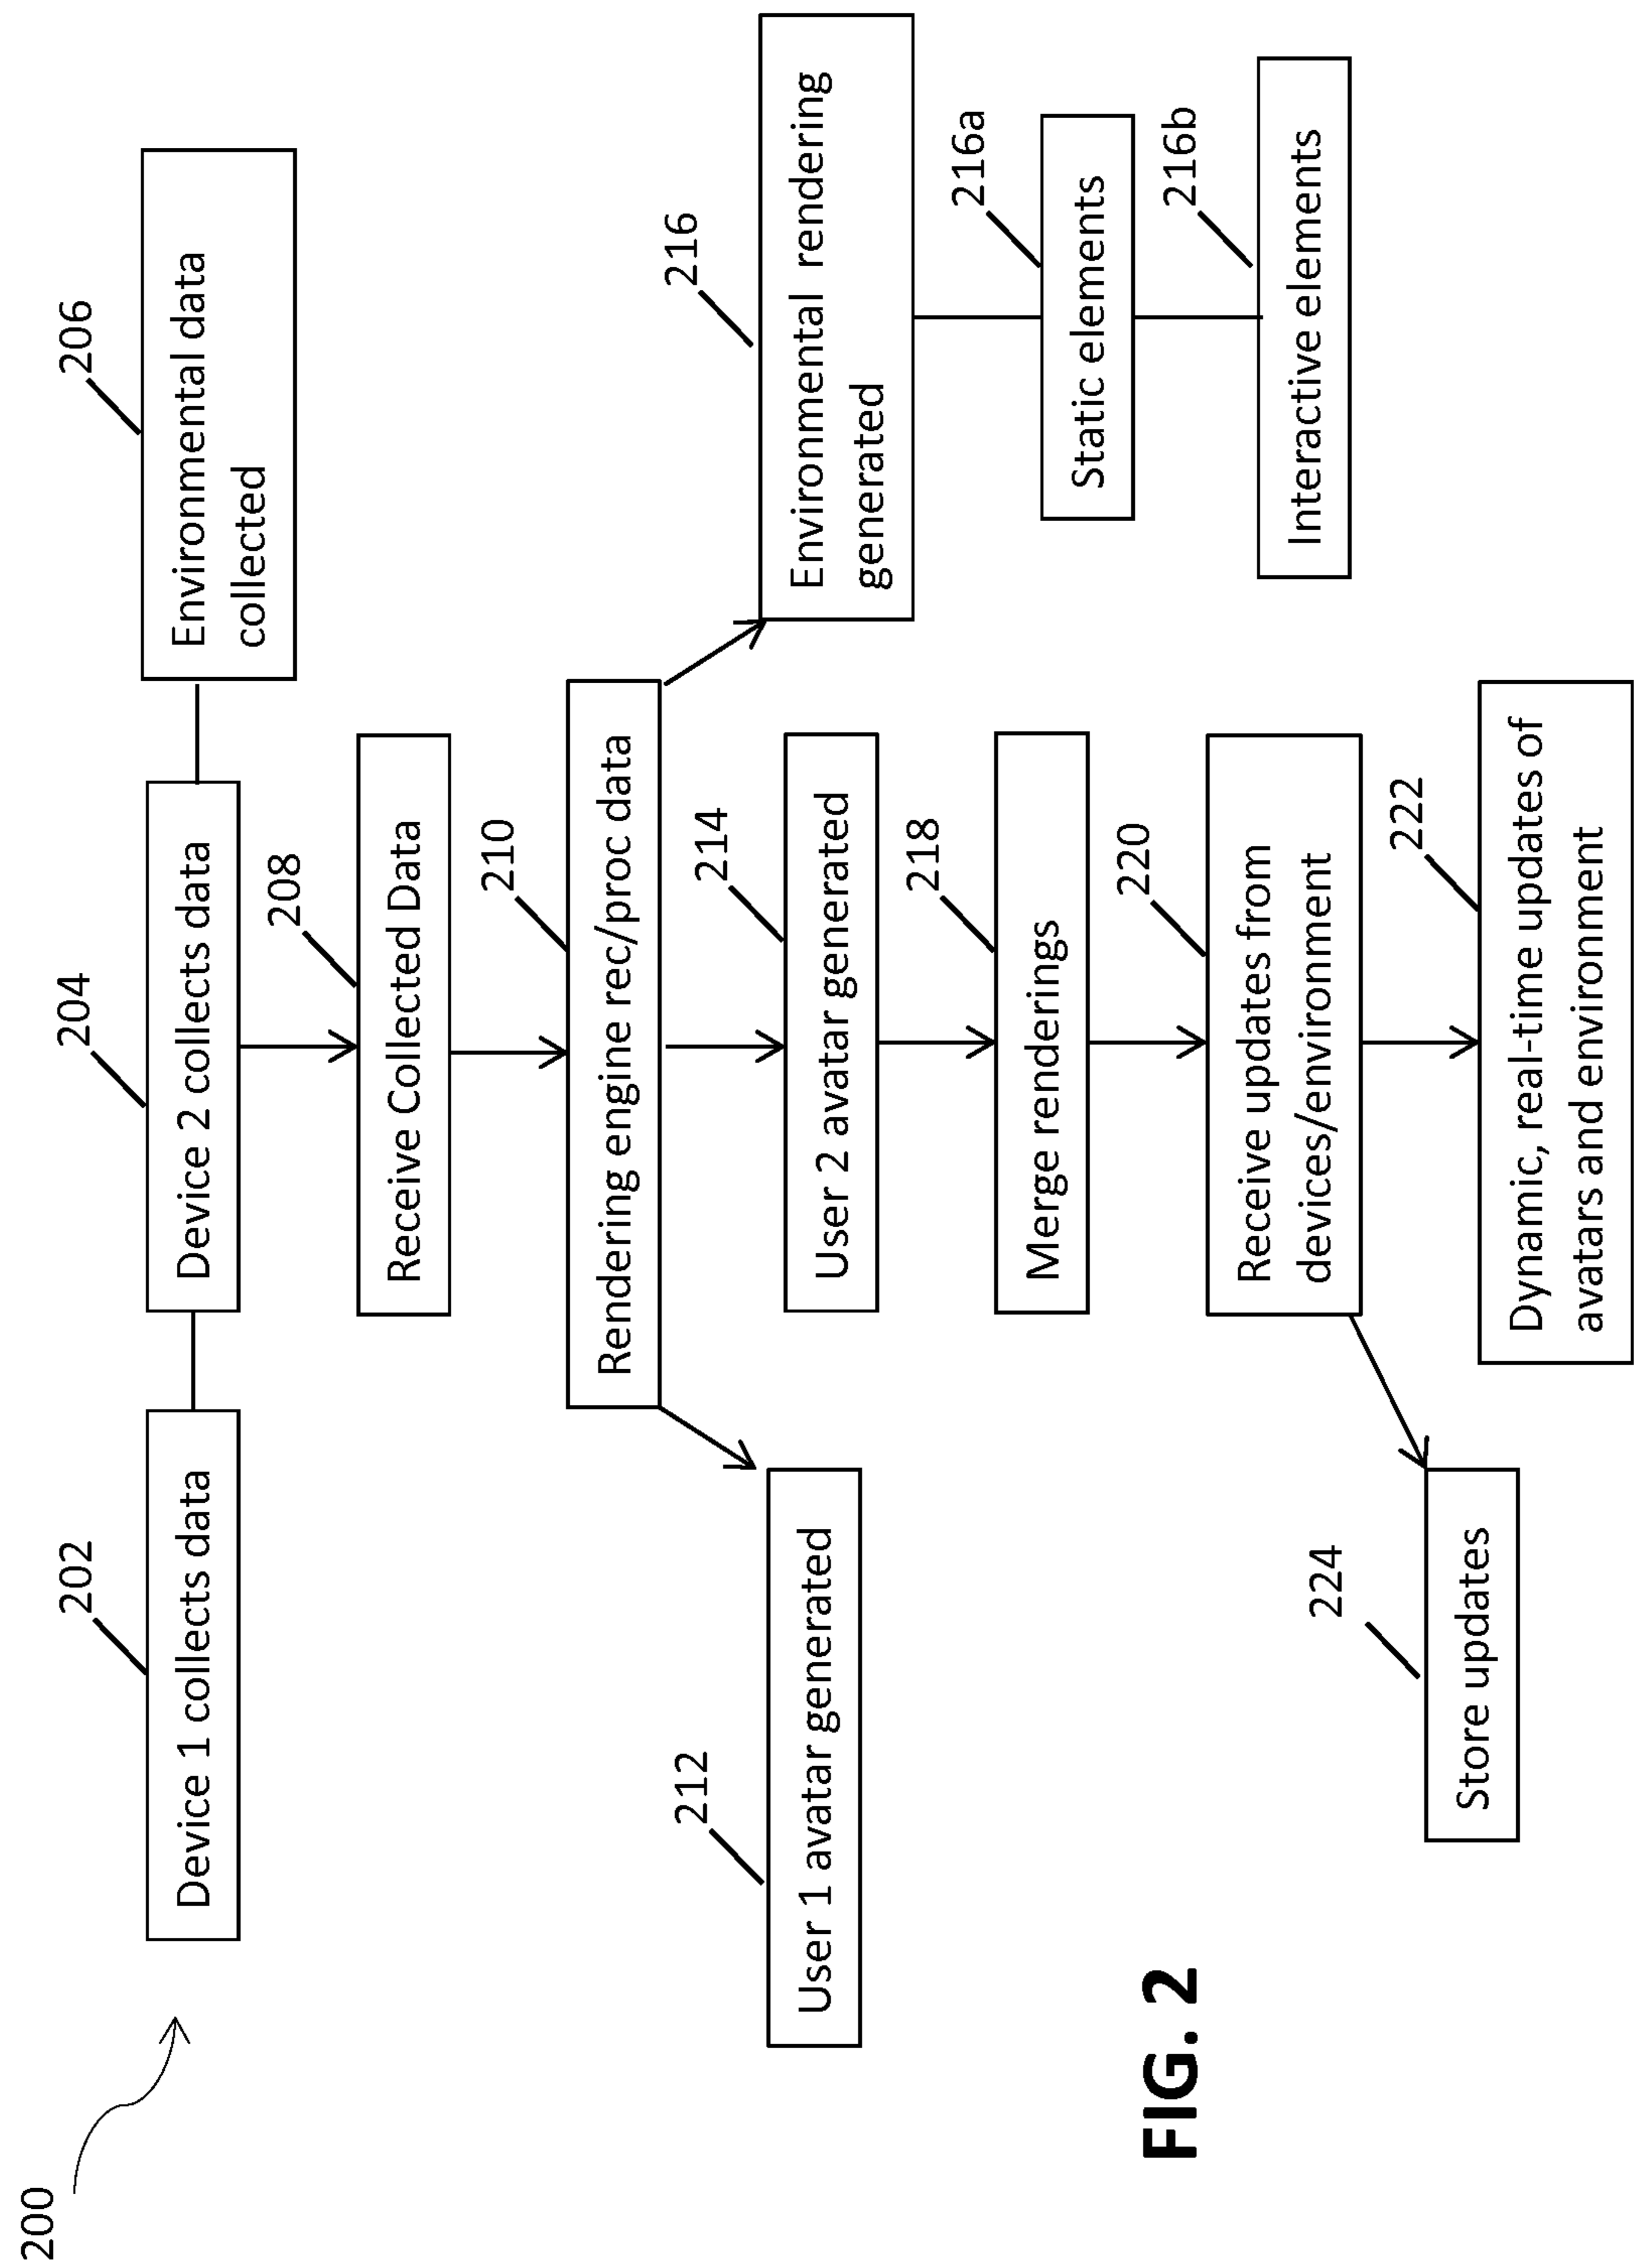 200
202
204
206
Device 1 collects data
Device 2 collects data
Environmental data
collected
208
Receive Collected Data
210
Rendering engine rec/proc data
212
214
216
User 1 avatar generated
User 2 avatar generated
Environmental rendering
generated
218
216a
Merge renderings
Static elements
220
216b
Receive updates from
devices/environment
Interactive elements
224
222
Store updates
Dynamic, real-time updates of
avatars and environment
FIG. 2